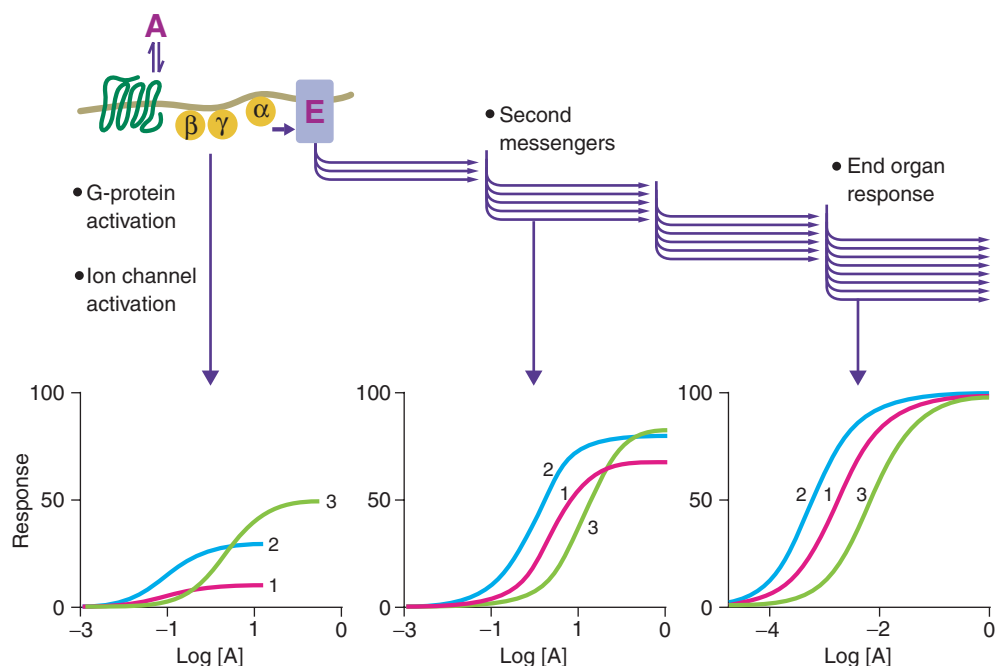 A
β
γ
α
E
• Second
messengers
• End organ
response
• G-protein
activation
• Ion channel
activation
100
50
0
Response
3
2
1
−3
−1
1
0
Log [A]
100
50
0
2
1
3
−3
−1
1
0
Log [A]
100
50
0
2
1
3
−4
−2
0
Log [A]